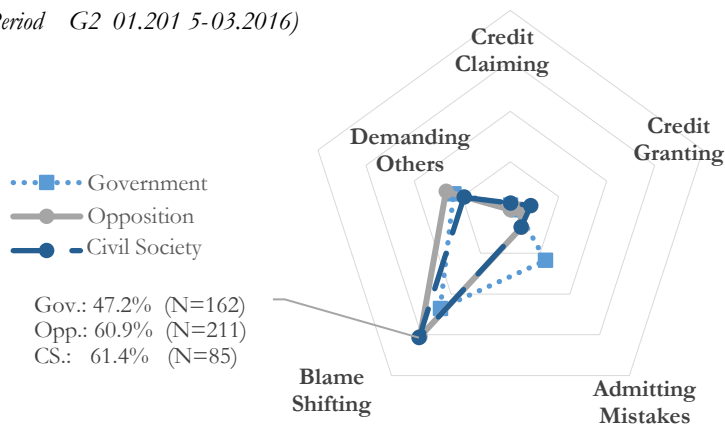 Period G2 01.201 5-03.2016)
Credit
Claiming
Credit
Granting
Demanding
Others
Government
Opposition
Civil Society
Gov.: 47.2% (N=162)
Opp.: 60.9% (N=211)
CS.: 61.4% (N=85)
Blame
Shifting
Admitting
Mistakes